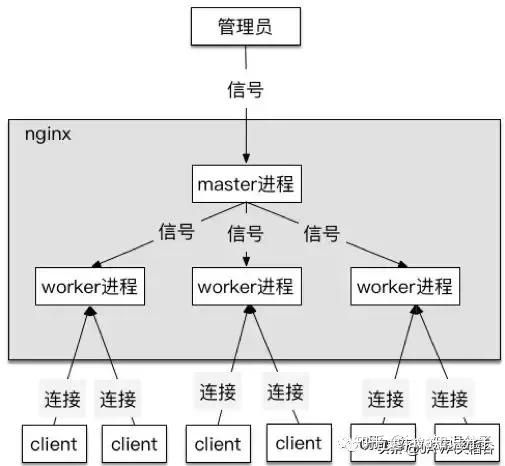 管理员
信号
nginx
master进程
信号
信号
信号
worker进程
worker进程
worker进程
连接
连接
连接
连接
连接
连接
client
client
client
client